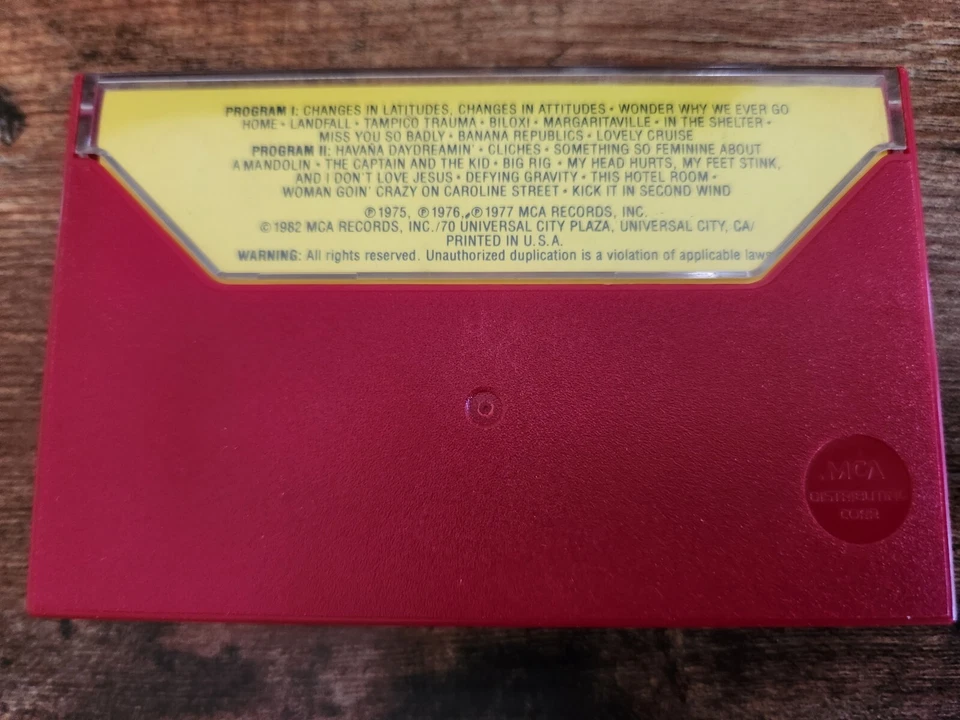 PROGRAM I: CHANGES IN LATITUDES, CHANGES IN ATTITUDES • WONDER WHY WE EVER GO
HOME • LANDFALL • TAMPICO TRAUMA • BILOXI • MARGARITAVILLE • IN THE SHELTER •
MISS YOU SO BADLY • BANANA REPUBLICS • LOVELY CRUISE
PROGRAM II: HAVAÑA DAYDREAMIN' • CLICHES • SOMETHING SO FEMININE ABOUT
A MANDOLIN • THE CAPTAIN AND THE KID • BIG RIG • MY HEAD HURTS, MY FEET STINK,
AND I DON'T LOVE JESUS • DEFYING GRAVITY • THIS HOTEL ROOM •
WOMAN GOIN' CRAZY ON CAROLINE STREET • KICK IT IN SECOND WIND
℗1975, ℗1976, ℗1977 MCA RECORDS, INC.
©1982 MCA RECORDS, INC./70 UNIVERSAL CITY PLAZA, UNIVERSAL CITY, CA/
PRINTED IN U.S.A.
WARNING: All rights reserved. Unauthorized duplication is a violation of applicable laws
MCA
DISTRIBUTING
CORP.